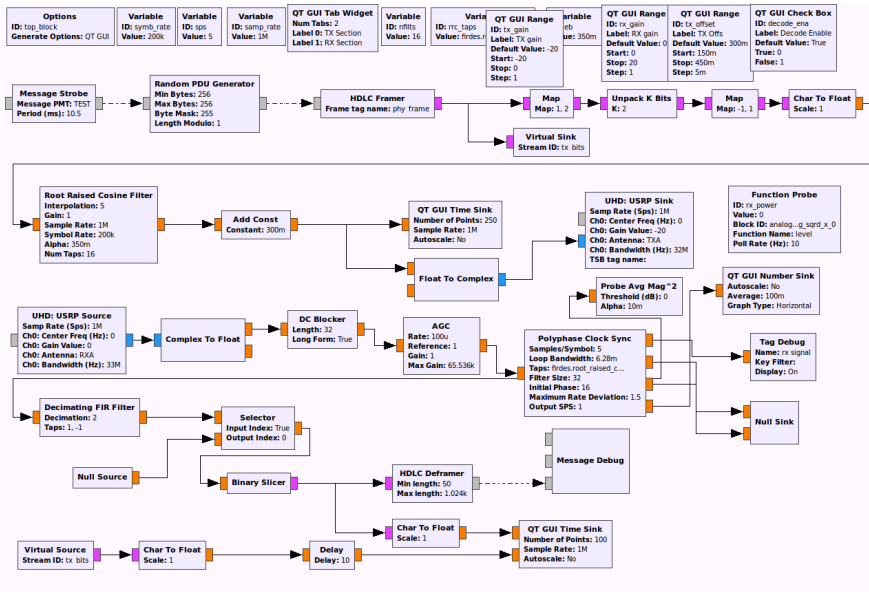 Options
ID: top_block
Generate Options: QT GUI
Variable
ID: symb_rate
Value: 200k
Variable
ID: sps
Value: 5
Variable
ID: samp_rate
Value: 1M
QT GUI Tab Widget
Num Tabs: 2
Label 0: TX Section
Label 1: RX Section
Variable
ID: nfilts
Value: 16
ID: rrc_taps
Value: firdes.r
QT GUI Range
ID: tx_gain
Label: TX gain
Default Value: -20
Start: -20
Stop: 0
Step: 1
Value: 350m
QT GUI Range
ID: rx_gain
Label: RX gain
Default Value: 0
Start: 0
Stop: 20
Step: 1
QT GUI Range
ID: tx_offset
Label: TX Offs
Default Value: 300m
Start: 150m
Stop: 450m
Step: 5m
QT GUI Check Box
ID: decode_ena
Label: Decode Enable
Default Value: True
True: 0
False: 1
Message Strobe
Message PMT: TEST
Period (ms): 10.5
Random PDU Generator
Min Bytes: 256
Max Bytes: 256
Byte Mask: 255
Length Modulo: 1
HDLC Framer
Frame tag name: phy_frame
Map
Map: 1, 2
Unpack K Bits
K: 2
Map
Map: -1, 1
Char To Float
Scale: 1
Virtual Sink
Stream ID: tx_bits
Root Raised Cosine Filter
Interpolation: 5
Gain: 1
Sample Rate: 1M
Symbol Rate: 200k
Alpha: 350m
Num Taps: 16
Add Const
Constant: 300m
QT GUI Time Sink
Number of Points: 250
Sample Rate: 1M
Autoscale: No
Float To Complex
UHD: USRP Sink
Samp Rate (Sps): 1M
Ch0: Center Freq (Hz): 0
Ch0: Gain Value: -20
Ch0: Antenna: TXA
Ch0: Bandwidth (Hz): 32M
TSB tag name:
Function Probe
ID: rx_power
Value: 0
Block ID: analog...g_sqrd_x_0
Function Name: level
Poll Rate (Hz): 10
Probe Avg Mag^2
Threshold (dB): 0
Alpha: 10m
QT GUI Number Sink
Autoscale: No
Average: 100m
Graph Type: Horizontal
UHD: USRP Source
Samp Rate (Sps): 1M
Ch0: Center Freq (Hz): 0
Ch0: Gain Value: 0
Ch0: Antenna: RXA
Ch0: Bandwidth (Hz): 33M
Complex To Float
DC Blocker
Length: 32
Long Form: True
AGC
Rate: 100u
Reference: 1
Gain: 1
Max Gain: 65.536k
Polyphase Clock Sync
Samples/Symbol: 5
Loop Bandwidth: 6.28m
Taps: firdes.root_raised_c...
Filter Size: 32
Initial Phase: 16
Maximum Rate Deviation: 1.5
Output SPS: 1
Tag Debug
Name: rx signal
Key Filter:
Display: On
Null Sink
Decimating FIR Filter
Decimation: 2
Taps: 1, -1
Selector
Input Index: True
Output Index: 0
Null Source
Binary Slicer
HDLC Deframer
Min length: 50
Max length: 1.024k
Message Debug
Char To Float
Scale: 1
Virtual Source
Stream ID: tx_bits
Char To Float
Scale: 1
Delay
Delay: 10
QT GUI Time Sink
Number of Points: 100
Sample Rate: 1M
Autoscale: No